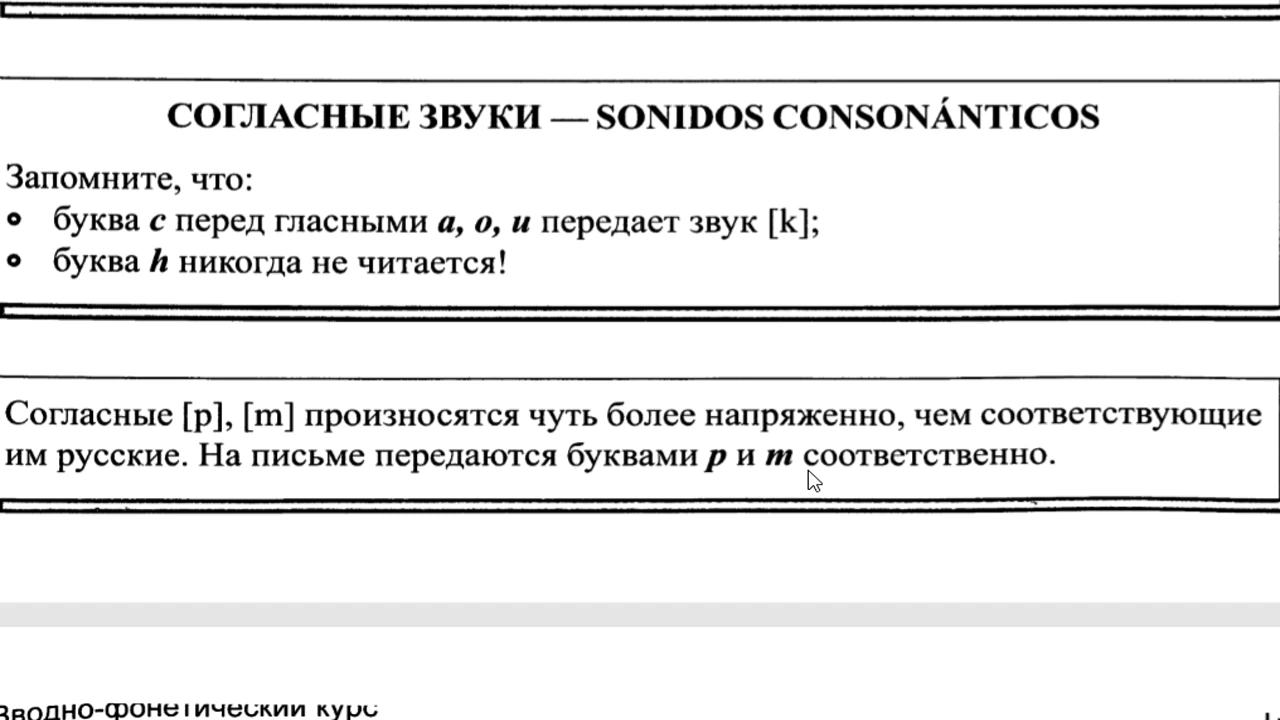 СОГЛАСНЫЕ ЗВУКИ — SONIDOS CONSONÁNTICOS
Запомните, что:
буква c перед гласными a, o, u передает звук [k];
буква h никогда не читается!
Согласные [p], [m] произносятся чуть более напряженно, чем соответствующие
им русские. На письме передаются буквами p и m соответственно.
Вводно-фонетический курс